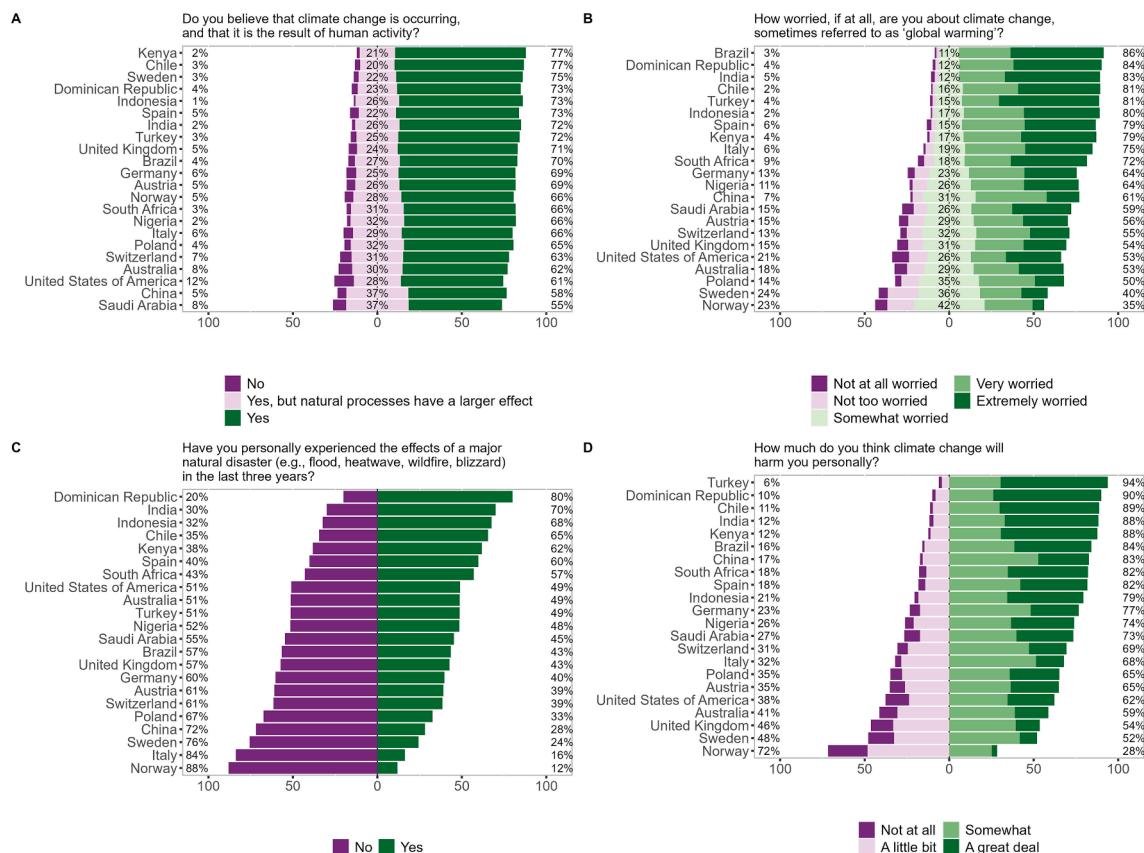 A
Do you believe that climate change is occurring,
and that it is the result of human activity?
Kenya 2% 21% 77%
Chile 3% 20% 77%
Sweden 3% 22% 75%
Dominican Republic 4% 23% 73%
Indonesia 1% 26% 73%
Spain 5% 22% 73%
India 2% 26% 72%
Turkey 3% 25% 72%
United Kingdom 5% 24% 71%
Brazil 4% 27% 70%
Germany 6% 25% 69%
Austria 5% 26% 69%
Norway 5% 28% 66%
South Africa 3% 31% 66%
Nigeria 2% 32% 66%
Italy 6% 29% 66%
Poland 4% 32% 65%
Switzerland 7% 31% 63%
Australia 8% 30% 62%
United States of America 12% 28% 61%
China 5% 37% 58%
Saudi Arabia 8% 37% 55%
100 50 0 50 100
No
Yes, but natural processes have a larger effect
Yes
B
How worried, if at all, are you about climate change,
sometimes referred to as ‘global warming’?
Brazil 3% 11% 86%
Dominican Republic 4% 12% 84%
India 5% 12% 83%
Chile 2% 16% 81%
Turkey 4% 15% 81%
Indonesia 2% 17% 80%
Spain 6% 15% 79%
Kenya 4% 17% 79%
Italy 6% 19% 75%
South Africa 9% 18% 72%
Germany 13% 23% 64%
Nigeria 11% 26% 64%
China 7% 31% 61%
Saudi Arabia 15% 26% 59%
Austria 15% 29% 56%
Switzerland 13% 32% 55%
United Kingdom 15% 31% 54%
United States of America 21% 26% 53%
Australia 18% 29% 53%
Poland 14% 35% 50%
Sweden 24% 36% 40%
Norway 23% 42% 35%
100 50 0 50 100
Not at all worried
Not too worried
Somewhat worried
Very worried
Extremely worried
C
Have you personally experienced the effects of a major
natural disaster (e.g., flood, heatwave, wildfire, blizzard)
in the last three years?
Dominican Republic 20% 80%
India 30% 70%
Indonesia 32% 68%
Chile 35% 65%
Kenya 38% 62%
Spain 40% 60%
South Africa 43% 57%
United States of America 51% 49%
Australia 51% 49%
Turkey 51% 49%
Nigeria 52% 48%
Saudi Arabia 55% 45%
Brazil 57% 43%
United Kingdom 57% 43%
Germany 60% 40%
Austria 61% 39%
Switzerland 61% 39%
Poland 67% 33%
China 72% 28%
Sweden 76% 24%
Italy 84% 16%
Norway 88% 12%
100 50 0 50 100
No Yes
D
How much do you think climate change will
harm you personally?
Turkey 6% 94%
Dominican Republic 10% 90%
Chile 11% 89%
India 12% 88%
Kenya 12% 88%
Brazil 16% 84%
China 17% 83%
South Africa 18% 82%
Spain 18% 82%
Indonesia 21% 79%
Germany 23% 77%
Nigeria 26% 74%
Saudi Arabia 27% 73%
Switzerland 31% 69%
Italy 32% 68%
Poland 35% 65%
Austria 35% 65%
United States of America 38% 62%
Australia 41% 59%
United Kingdom 46% 54%
Sweden 48% 52%
Norway 72% 28%
100 50 0 50 100
Not at all
A little bit
Somewhat
A great deal